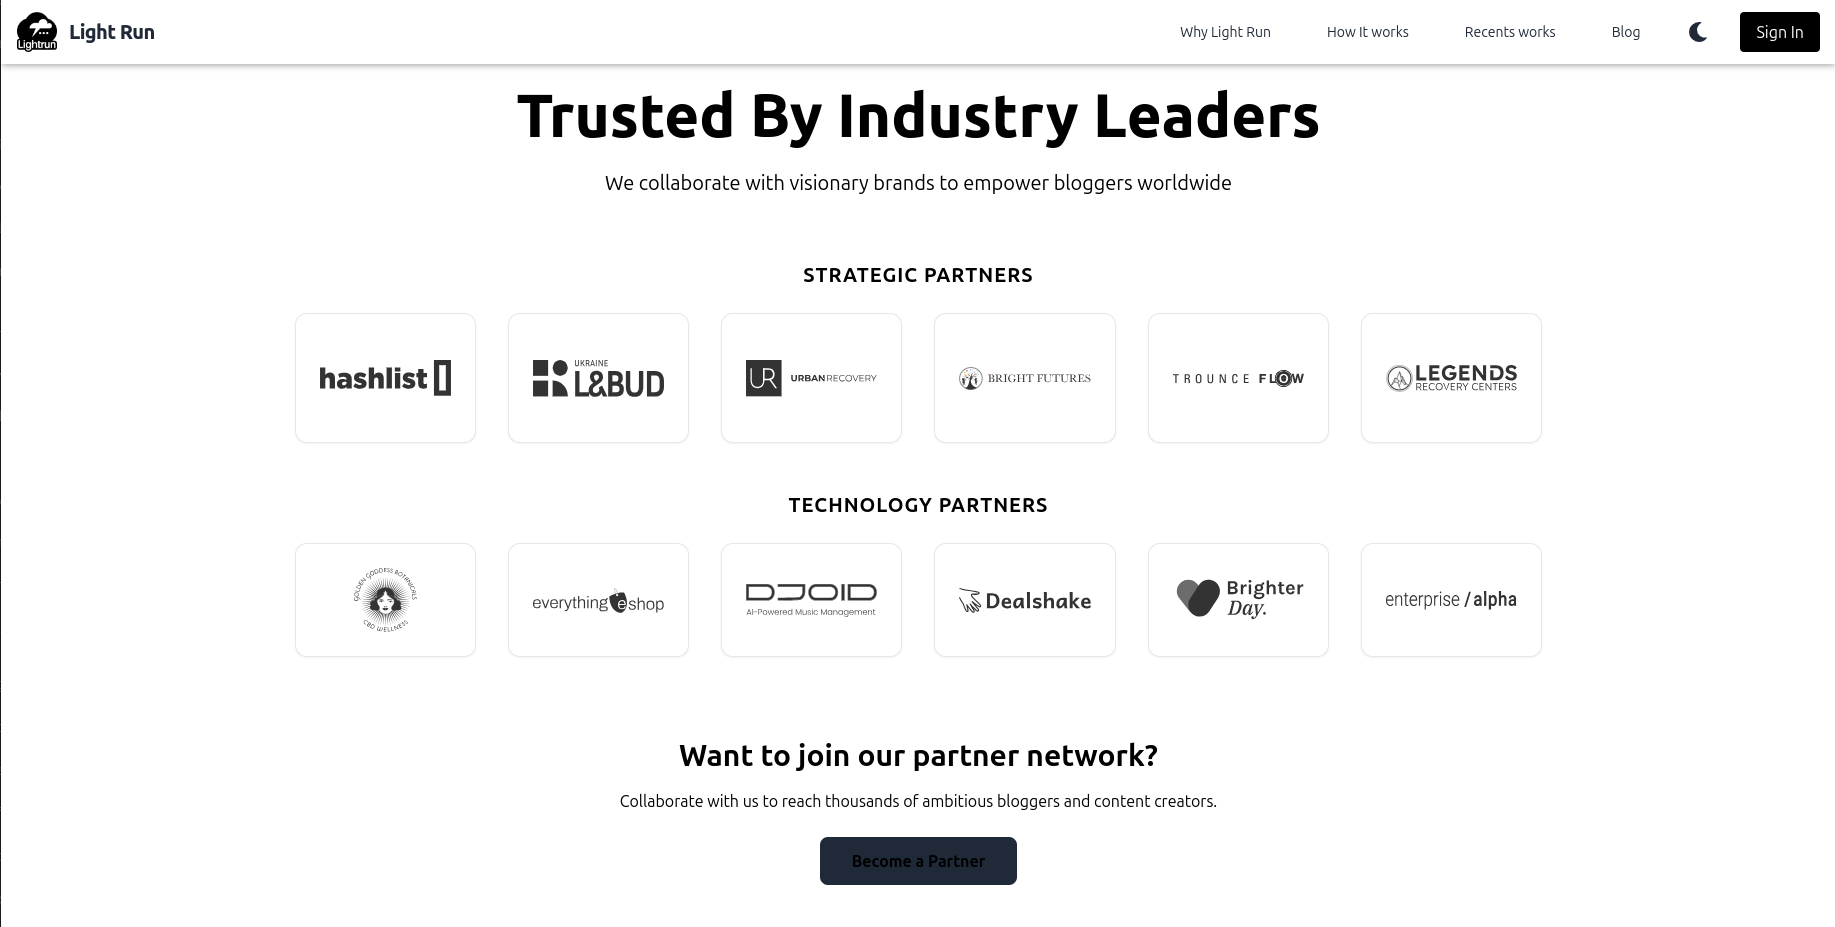 Lightrun
Light Run
Why Light Run
How It works
Recents works
Blog
Sign In
Trusted By Industry Leaders
We collaborate with visionary brands to empower bloggers worldwide
STRATEGIC PARTNERS
hashlist
UKRAINE
L&BUD
UR URBANRECOVERY
BRIGHT FUTURES
TROUNCE FLOW
LEGENDS
RECOVERY CENTERS
TECHNOLOGY PARTNERS
GOLDEN GODDESS BOTANICALS
CBD WELLNESS
everything e shop
DJOID
AI-Powered Music Management
Dealshake
Brighter
Day.
enterprise / alpha
Want to join our partner network?
Collaborate with us to reach thousands of ambitious bloggers and content creators.
Become a Partner